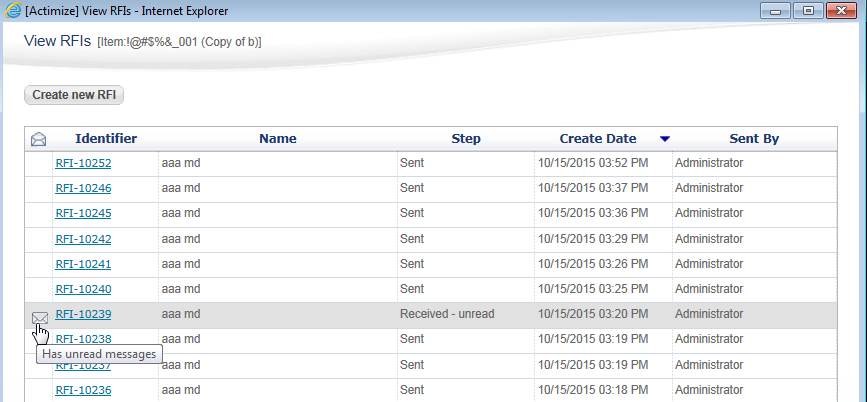 [Actimize] View RFIs - Internet Explorer
View RFIs [Item:!@#$%&_001 (Copy of b)]
Create new RFI
Identifier Name Step Create Date Sent By
RFI-10252 aaa md Sent 10/15/2015 03:52 PM Administrator
RFI-10246 aaa md Sent 10/15/2015 03:37 PM Administrator
RFI-10245 aaa md Sent 10/15/2015 03:36 PM Administrator
RFI-10242 aaa md Sent 10/15/2015 03:29 PM Administrator
RFI-10241 aaa md Sent 10/15/2015 03:26 PM Administrator
RFI-10240 aaa md Sent 10/15/2015 03:25 PM Administrator
RFI-10239 aaa md Received - unread 10/15/2015 03:20 PM Administrator
RFI-10238 aaa md Sent 10/15/2015 03:19 PM Administrator
Has unread messages
RFI-10237 aaa md Sent 10/15/2015 03:19 PM Administrator
RFI-10236 aaa md Sent 10/15/2015 03:18 PM Administrator